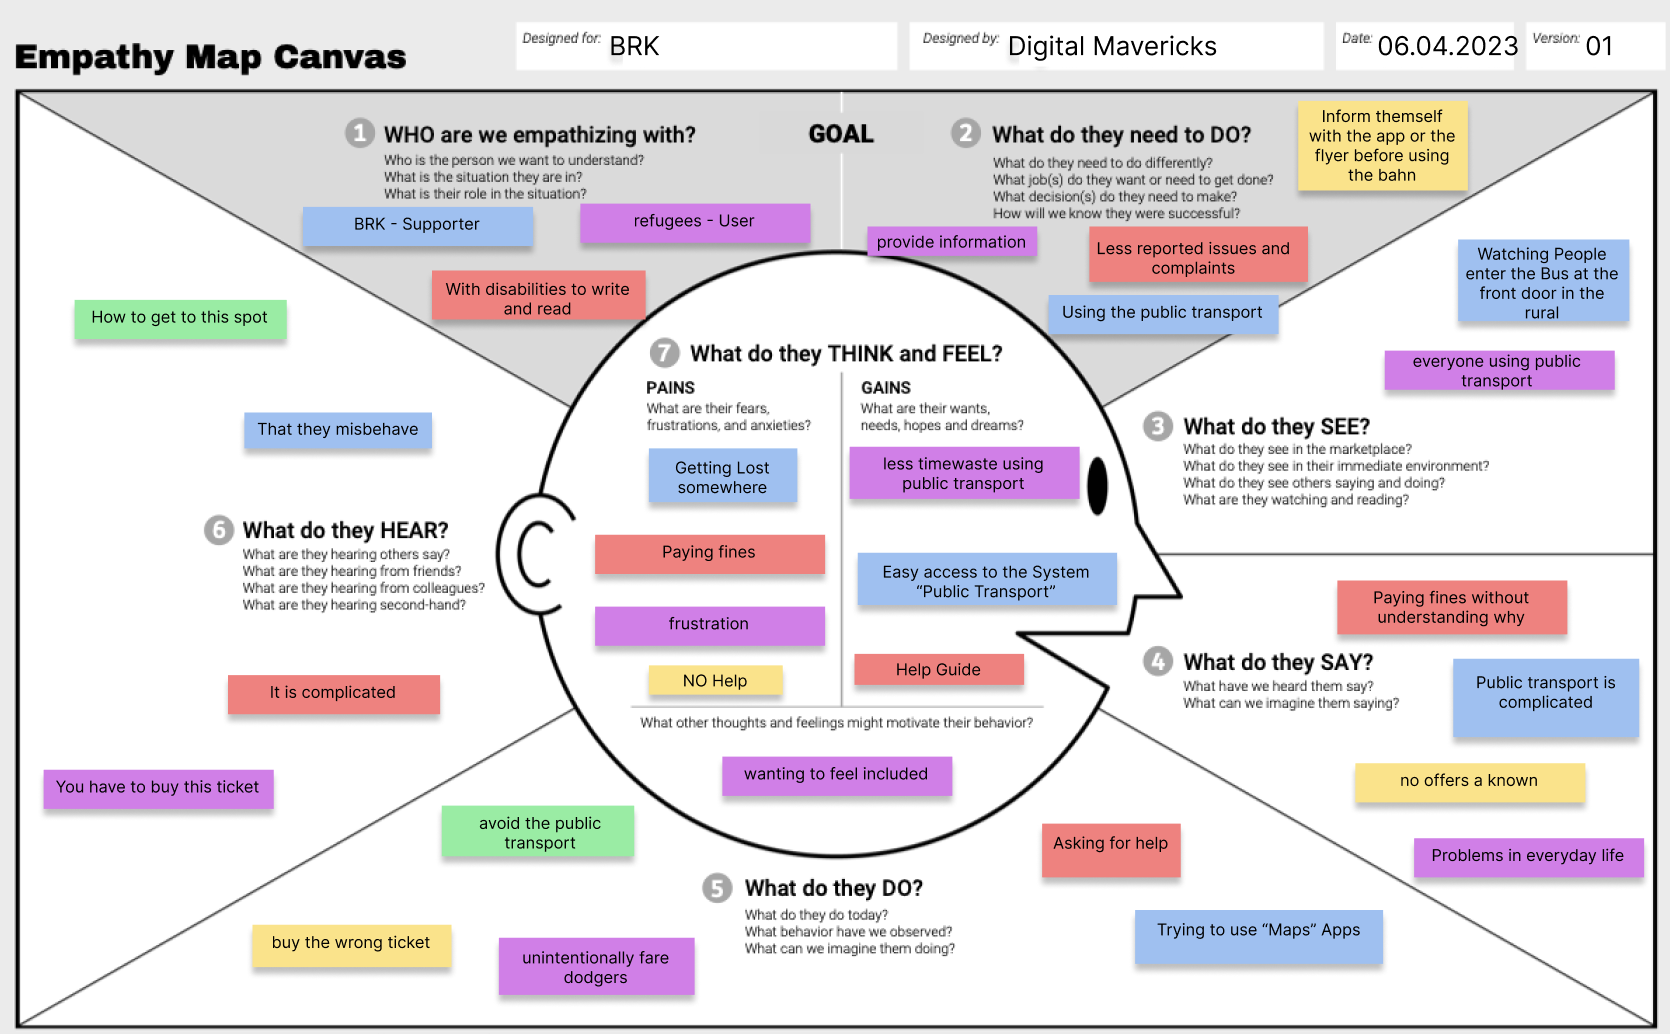 Empathy Map Canvas
Designed for: BRK
Designed by: Digital Mavericks
Date: 06.04.2023
Version: 01
1 WHO are we empathizing with?
Who is the person we want to understand?
What is the situation they are in?
What is their role in the situation?
BRK - Supporter
refugees - User
With disabilities to write
and read
GOAL
2 What do they need to DO?
What do they need to do differently?
What job(s) do they want or need to get done?
What decision(s) do they need to make?
How will we know they were successful?
Inform themself
with the app or the
flyer before using
the bahn
provide information
Less reported issues and
complaints
Using the public transport
Watching People
enter the Bus at the
front door in the
rural
everyone using public
transport
3 What do they SEE?
What do they see in the marketplace?
What do they see in their immediate environment?
What do they see others saying and doing?
What are they watching and reading?
Paying fines without
understanding why
4 What do they SAY?
What have we heard them say?
What can we imagine them saying?
Public transport is
complicated
no offers a known
Problems in everyday life
5 What do they DO?
What do they do today?
What behavior have we observed?
What can we imagine them doing?
avoid the public
transport
buy the wrong ticket
unintentionally fare
dodgers
Asking for help
Trying to use “Maps” Apps
How to get to this spot
That they misbehave
6 What do they HEAR?
What are they hearing others say?
What are they hearing from friends?
What are they hearing from colleagues?
What are they hearing second-hand?
It is complicated
You have to buy this ticket
7 What do they THINK and FEEL?
PAINS
What are their fears,
frustrations, and anxieties?
Getting Lost
somewhere
Paying fines
frustration
NO Help
GAINS
What are their wants,
needs, hopes and dreams?
less timewaste using
public transport
Easy access to the System
“Public Transport”
Help Guide
What other thoughts and feelings might motivate their behavior?
wanting to feel included